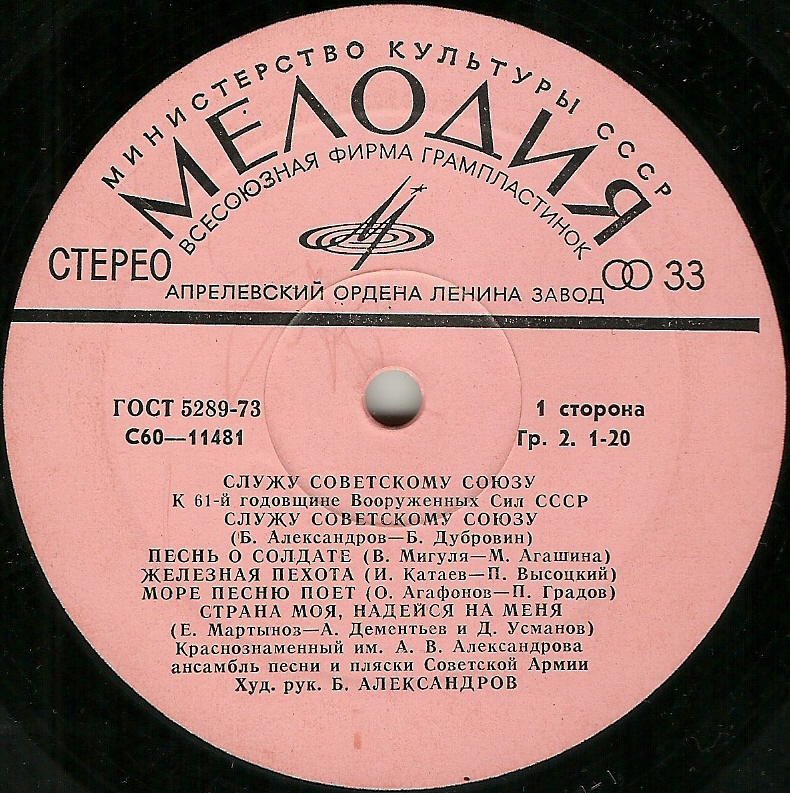 МИНИСТЕРСТВО КУЛЬТУРЫ СССР
МЕЛОДИЯ
ВСЕСОЮЗНАЯ ФИРМА ГРАМПЛАСТИНОК
СТЕРЕО
33
АПРЕЛЕВСКИЙ ОРДЕНА ЛЕНИНА ЗАВОД
ГОСТ 5289-73
1 сторона
С60—11481
Гр. 2. 1-20
СЛУЖУ СОВЕТСКОМУ СОЮЗУ
К 61-й годовщине Вооруженных Сил СССР
СЛУЖУ СОВЕТСКОМУ СОЮЗУ
(Б. Александров—Б. Дубровин)
ПЕСНЬ О СОЛДАТЕ (В. Мигуля—М. Агашина)
ЖЕЛЕЗНАЯ ПЕХОТА (И. Катаев—П. Высоцкий)
МОРЕ ПЕСНЮ ПОЕТ (О. Агафонов—П. Градов)
СТРАНА МОЯ, НАДЕЙСЯ НА МЕНЯ
(Е. Мартынов—А. Дементьев и Д. Усманов)
Краснознаменный им. А. В. Александрова
ансамбль песни и пляски Советской Армии
Худ. рук. Б. АЛЕКСАНДРОВ